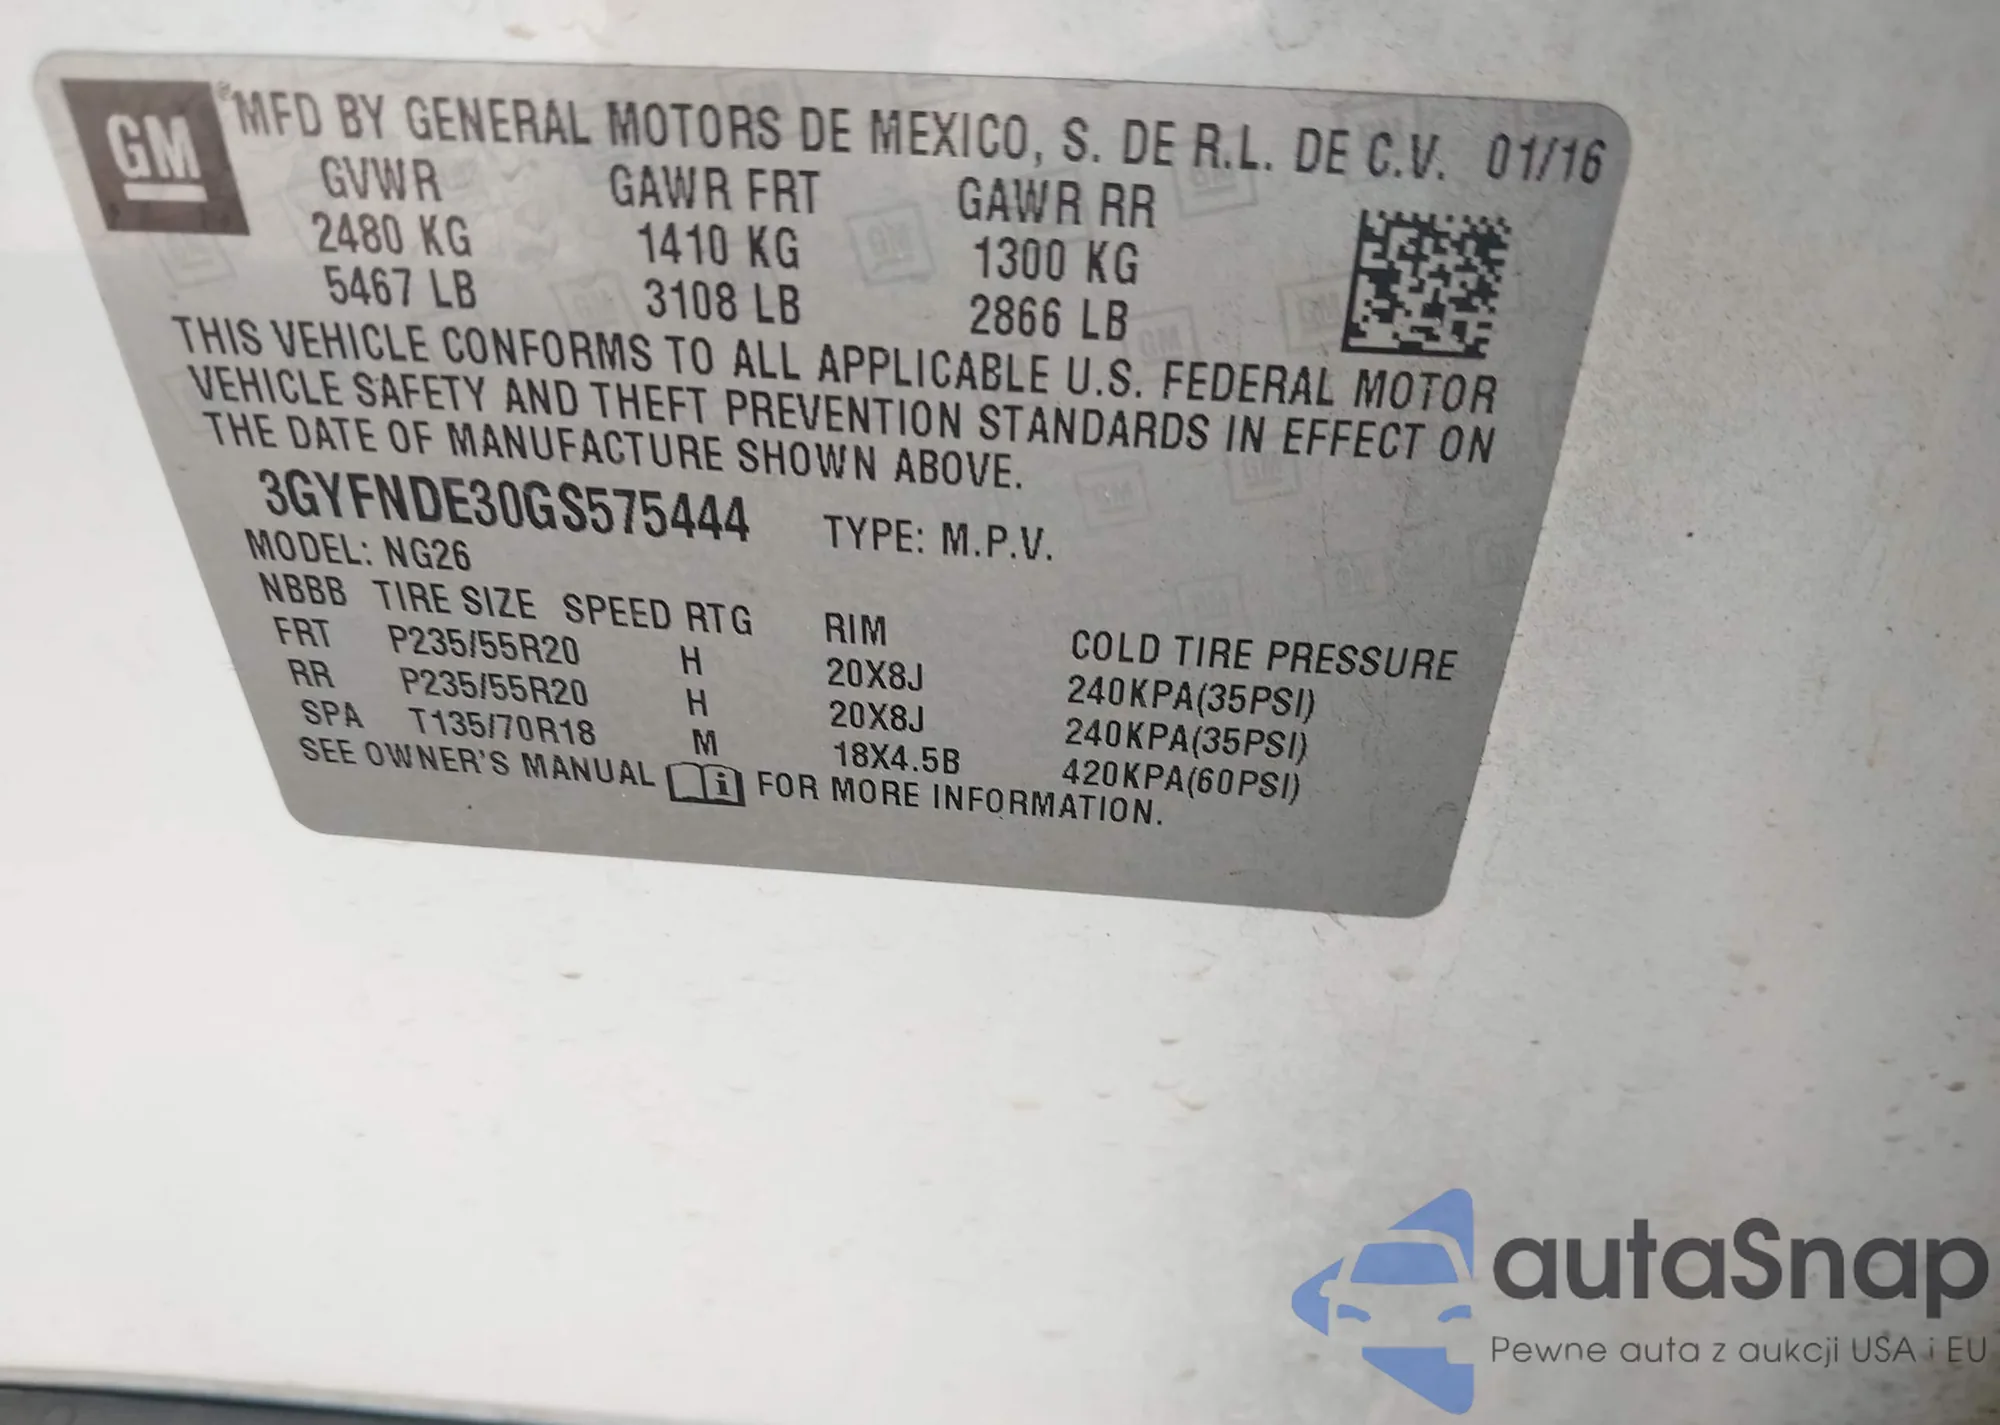 GM ® MFD BY GENERAL MOTORS DE MEXICO, S. DE R.L. DE C.V. 01/16
GVWR GAWR FRT GAWR RR
2480 KG 1410 KG 1300 KG
5467 LB 3108 LB 2866 LB
THIS VEHICLE CONFORMS TO ALL APPLICABLE U.S. FEDERAL MOTOR
VEHICLE SAFETY AND THEFT PREVENTION STANDARDS IN EFFECT ON
THE DATE OF MANUFACTURE SHOWN ABOVE.
3GYFNDE30GS575444 TYPE: M.P.V.
MODEL: NG26
NBBB TIRE SIZE SPEED RTG RIM COLD TIRE PRESSURE
FRT P235/55R20 H 20X8J 240KPA(35PSI)
RR P235/55R20 H 20X8J 240KPA(35PSI)
SPA T135/70R18 M 18X4.5B 420KPA(60PSI)
SEE OWNER'S MANUAL i FOR MORE INFORMATION.
autaSnap
Pewne auta z aukcji USA i EU